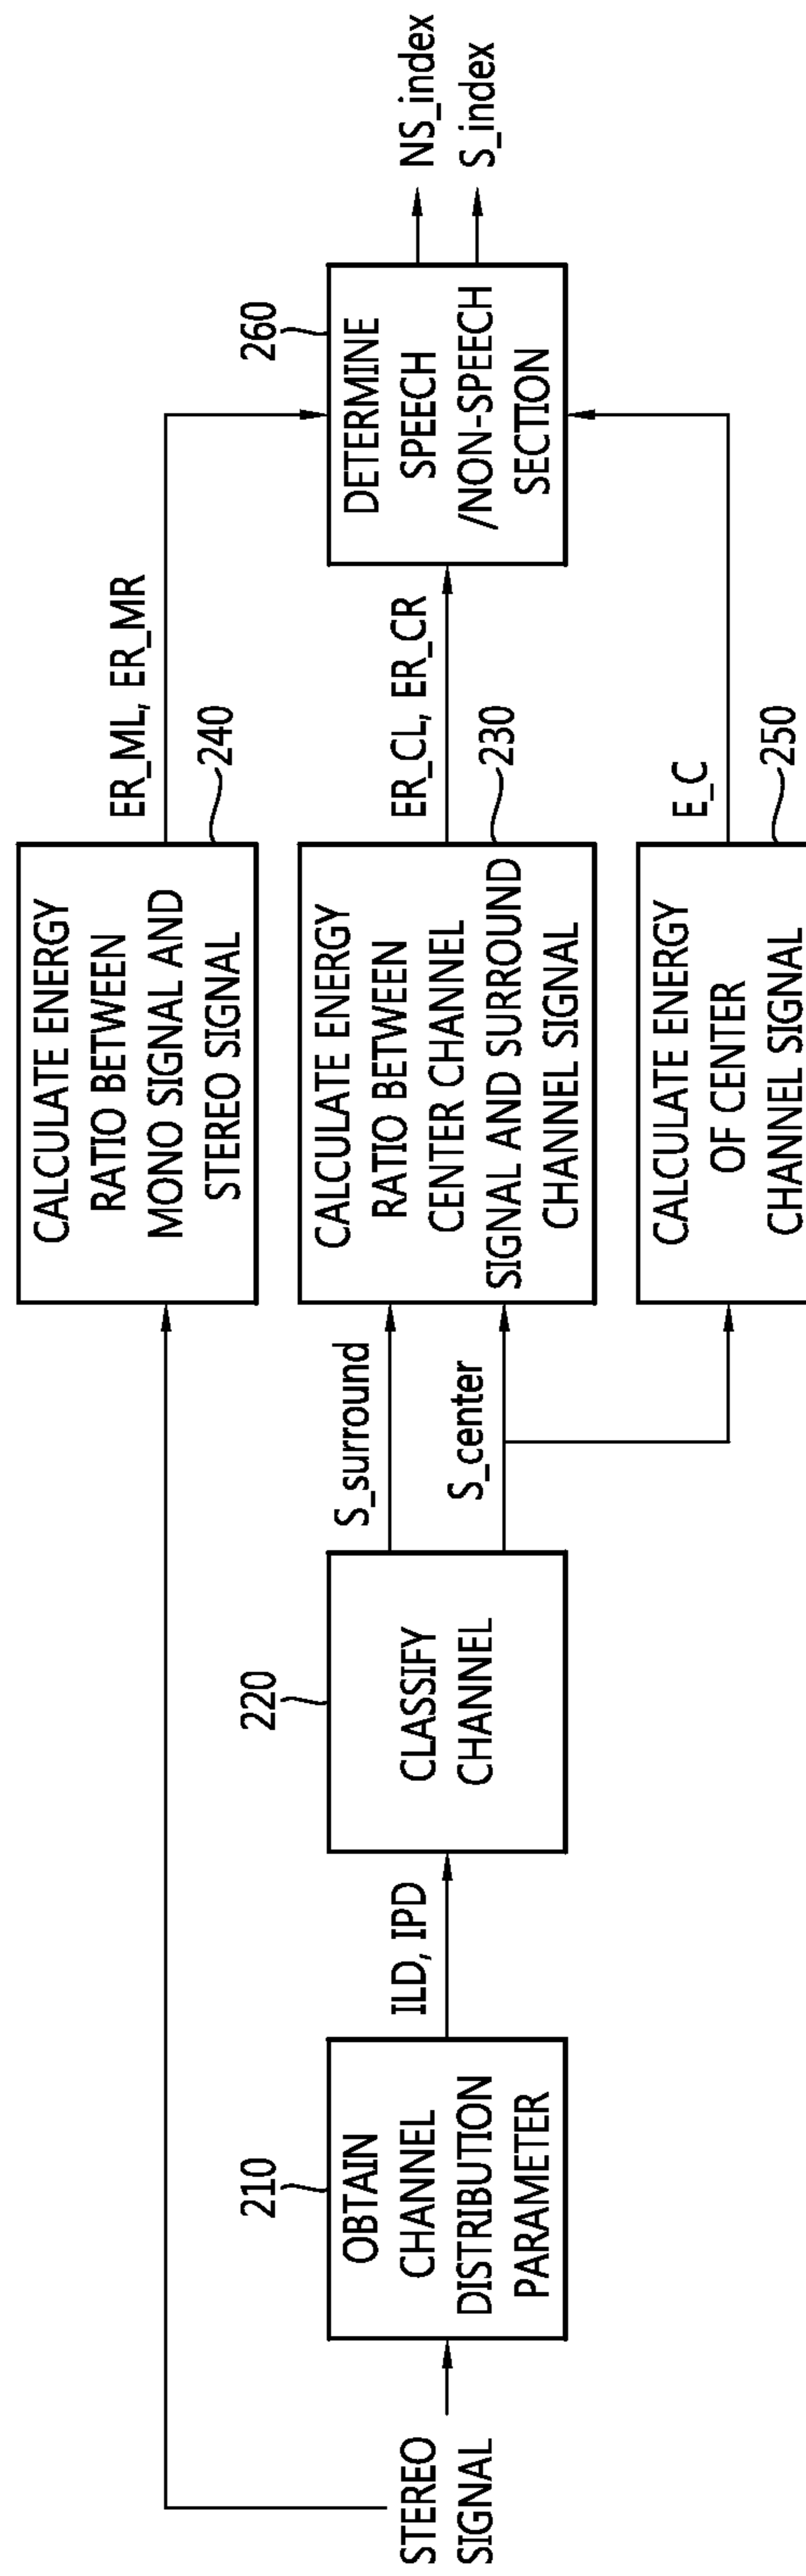 STEREO
SIGNAL
210
OBTAIN
CHANNEL
DISTRIBUTION
PARAMETER
ILD, IPD
220
CLASSIFY
CHANNEL
S_surround
S_center
CALCULATE ENERGY
RATIO BETWEEN
MONO SIGNAL AND
STEREO SIGNAL
240
ER_ML, ER_MR
CALCULATE ENERGY
RATIO BETWEEN
CENTER CHANNEL
SIGNAL AND SURROUND
CHANNEL SIGNAL
230
ER_CL, ER_CR
CALCULATE ENERGY
OF CENTER
CHANNEL SIGNAL
250
E_C
260
DETERMINE
SPEECH
/NON-SPEECH
SECTION
NS_index
S_index